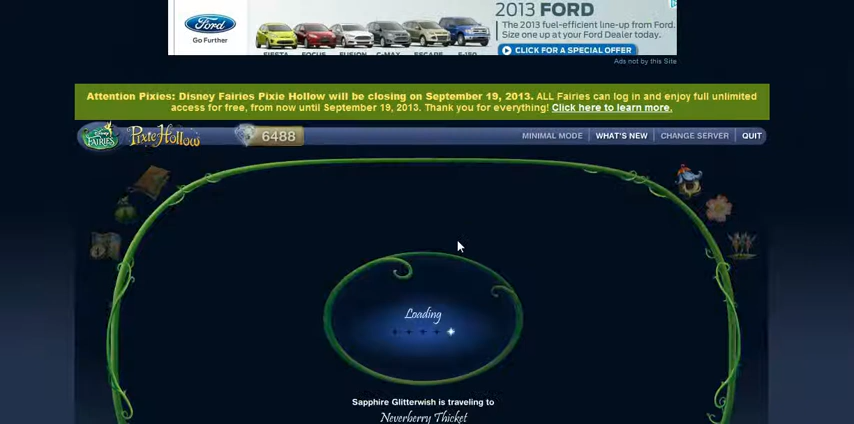 2013 FORD
Ford
Go Further
The 2013 fuel-efficient line-up from Ford.
Size one up at your Ford Dealer today.
FIESTA FOCUS FUSION C-MAX ESCAPE F-150
CLICK FOR A SPECIAL OFFER
Ads not by this Site
Attention Pixies: Disney Fairies Pixie Hollow will be closing on September 19, 2013. ALL Fairies can log in and enjoy full unlimited
access for free, from now until September 19, 2013. Thank you for everything! Click here to learn more.
Disney FAIRIES Pixie Hollow 6488 MINIMAL MODE WHAT'S NEW CHANGE SERVER QUIT
Loading
Sapphire Glitterwish is traveling to
Neverberry Thicket